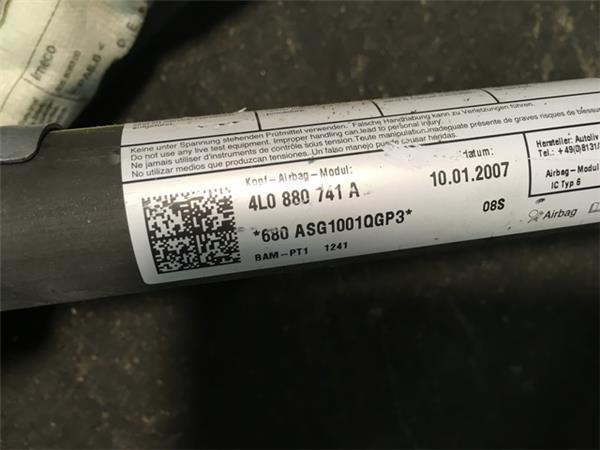 imeco
Keine unter Spannung stehenden Prüfmittel verwenden. Falsche Handhabung kann zu Verletzungen führen.
Do not use any live test equipment. Improper handling can lead to personal injury.
Ne jamais utiliser d'instruments de contrôle sous tension. Toute manipulation inadéquate présente de graves risques de blessur
No utilizar medios que produzcan tensiones. Un falso manejo puede causar heridas.
Kopf-Airbag-Modul:
4L0 880 741 A
*680 ASG1001QGP3*
BAM-PT1 1241
datum:
10.01.2007
08S
Hersteller: Autoliv
Tel.: +49(0)8131/
Airbag-Modul
IC Typ 6
Airbag